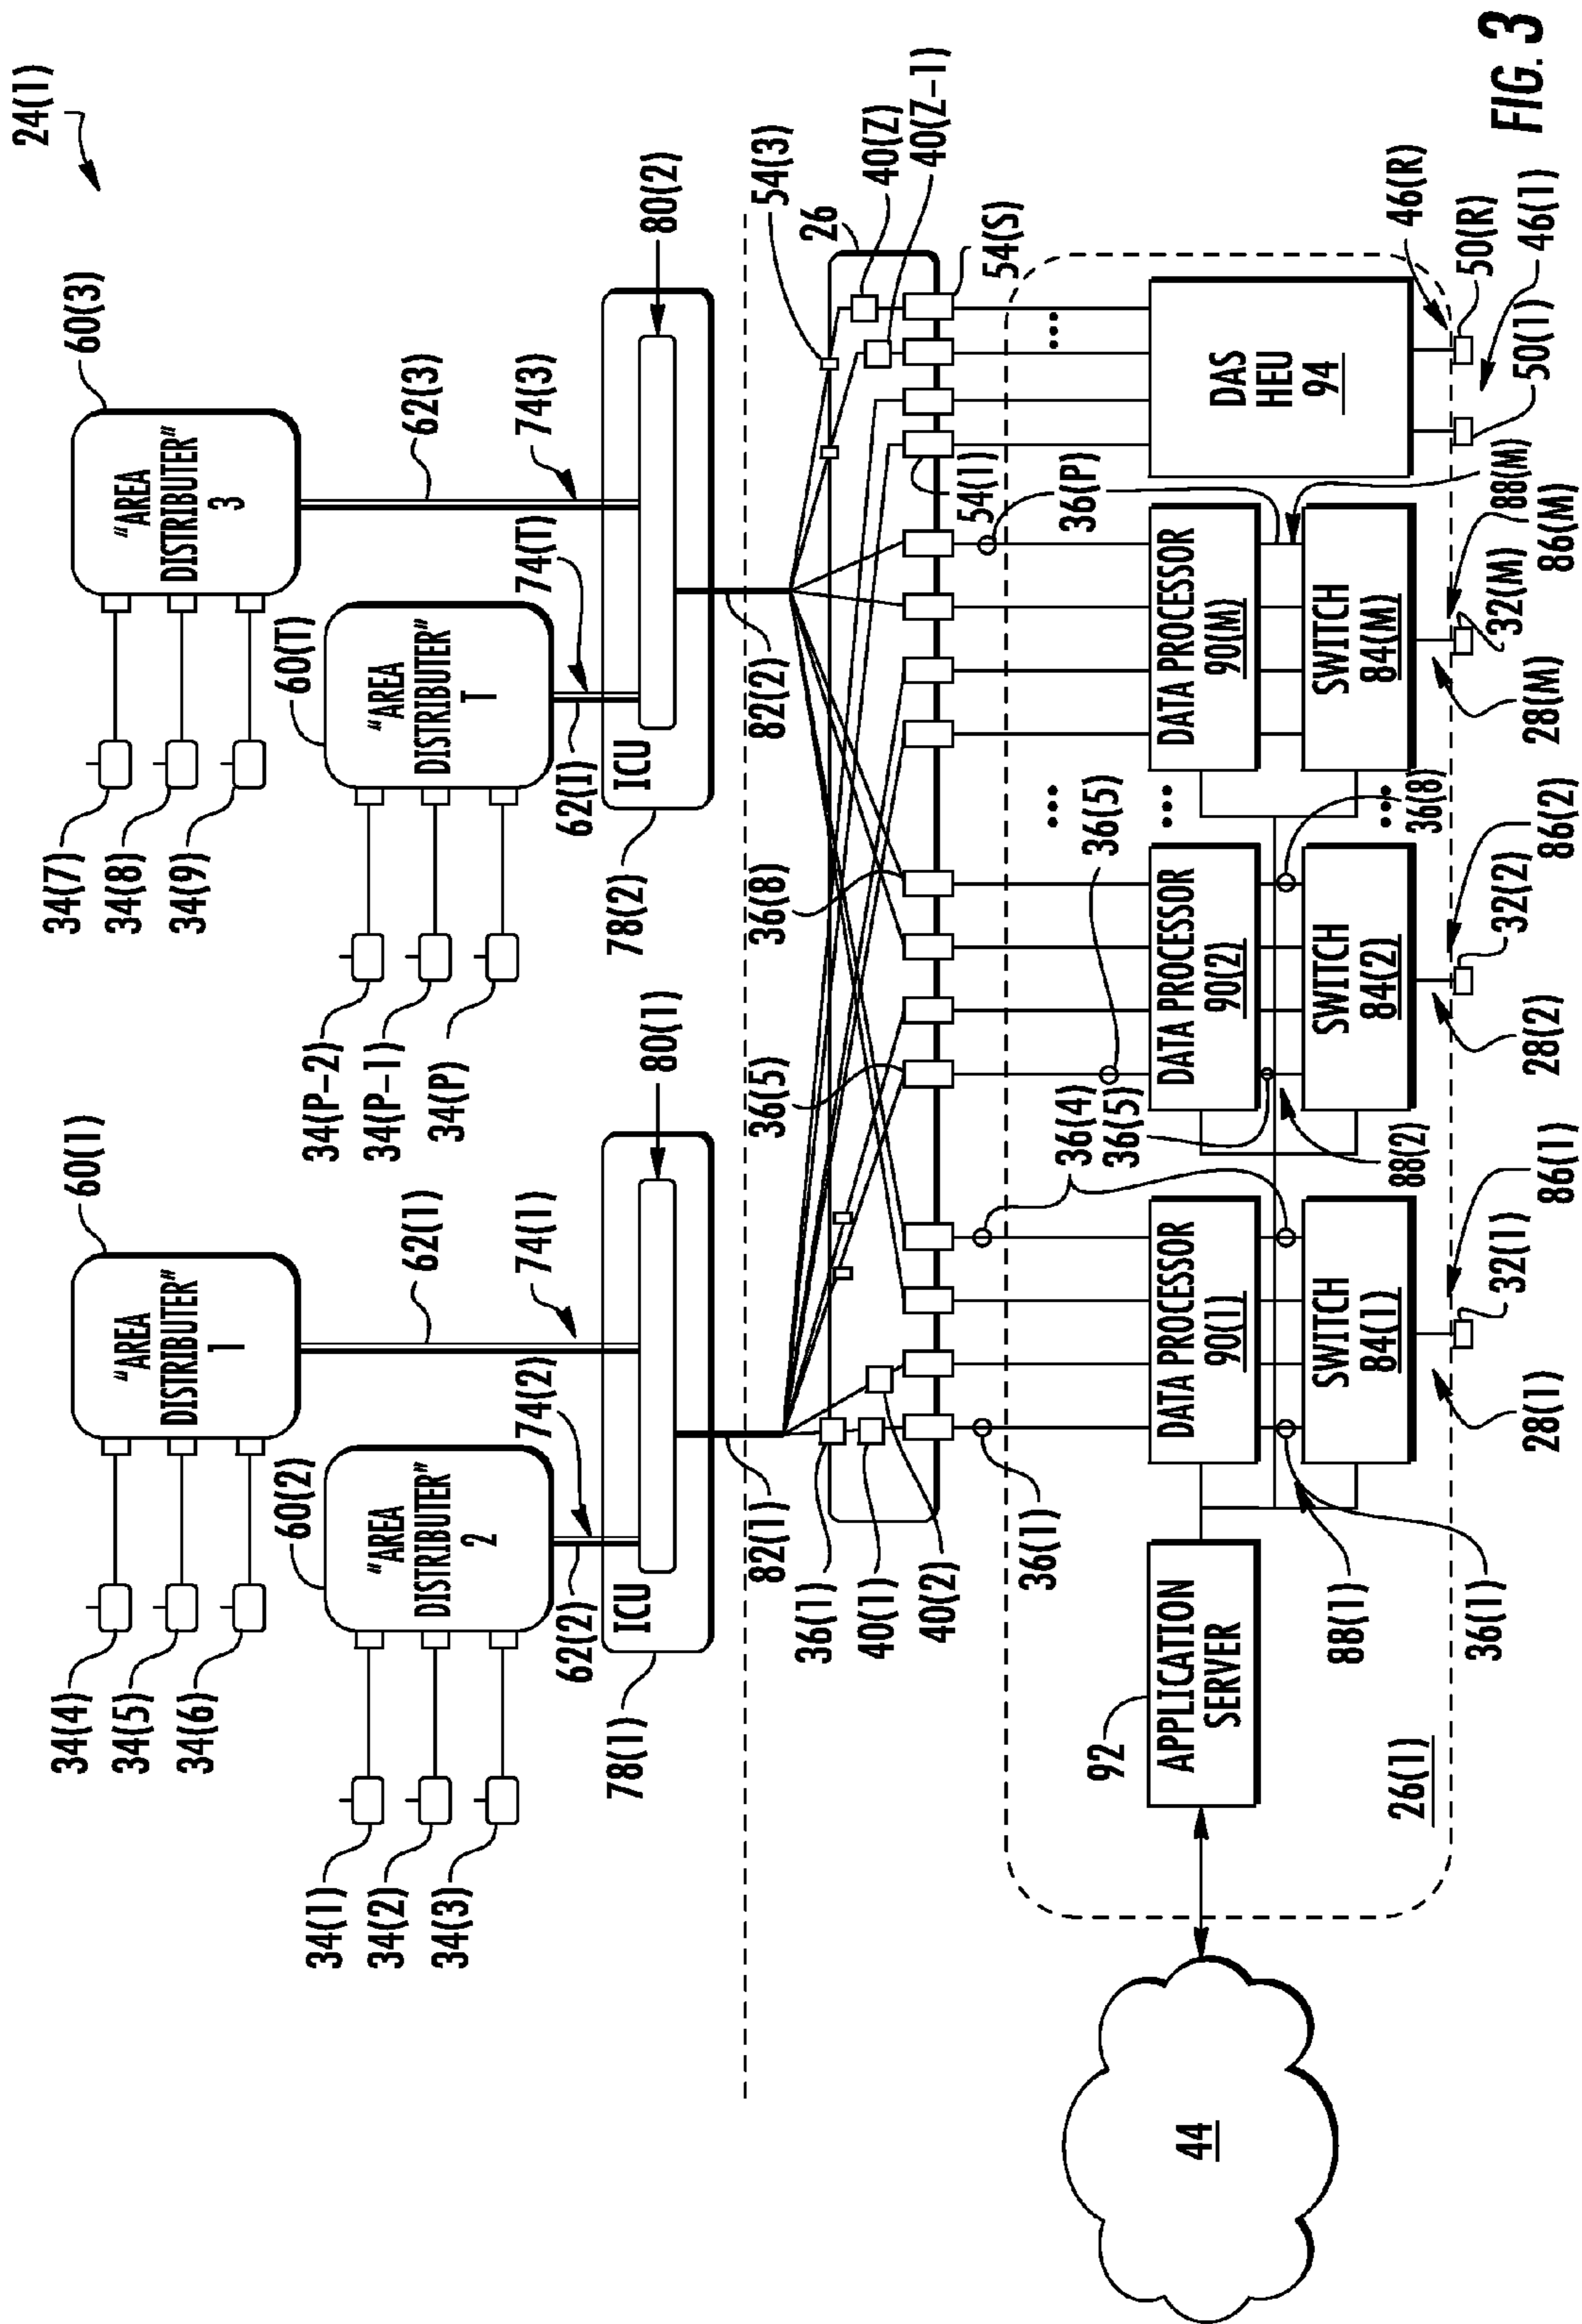 24(1)
60(1)
60(3)
"AREA
DISTRIBUTER"
1
"AREA
DISTRIBUTER"
3
34(4)
34(5)
34(6)
34(7)
34(8)
34(9)
60(2)
60(T)
62(1)
62(3)
"AREA
DISTRIBUTER"
2
"AREA
DISTRIBUTER"
T
34(1)
34(2)
34(3)
34(P-2)
34(P-1)
34(P)
74(2)
74(1)
74(T)
74(3)
62(2)
62(I)
ICU
ICU
78(1)
80(1)
78(2)
80(2)
82(1)
82(2)
36(1)
40(1)
40(2)
36(5)
36(8)
54(3)
26
40(Z)
40(Z-1)
54(S)
54(1)
36(1)
36(4)
36(5)
36(5)
36(P)
•••
•••
92
APPLICATION
SERVER
DATA PROCESSOR
90(1)
DATA PROCESSOR
90(2)
•••
DATA PROCESSOR
90(M)
DAS
HEU
94
44
88(1)
36(1)
SWITCH
84(1)
88(2)
SWITCH
84(2)
•••
36(8)
SWITCH
84(M)
88(M)
26(1)
28(1)
32(1)
86(1)
28(2)
32(2)
86(2)
28(M)
32(M)
86(M)
50(1)
46(1)
50(R)
46(R)
FIG. 3